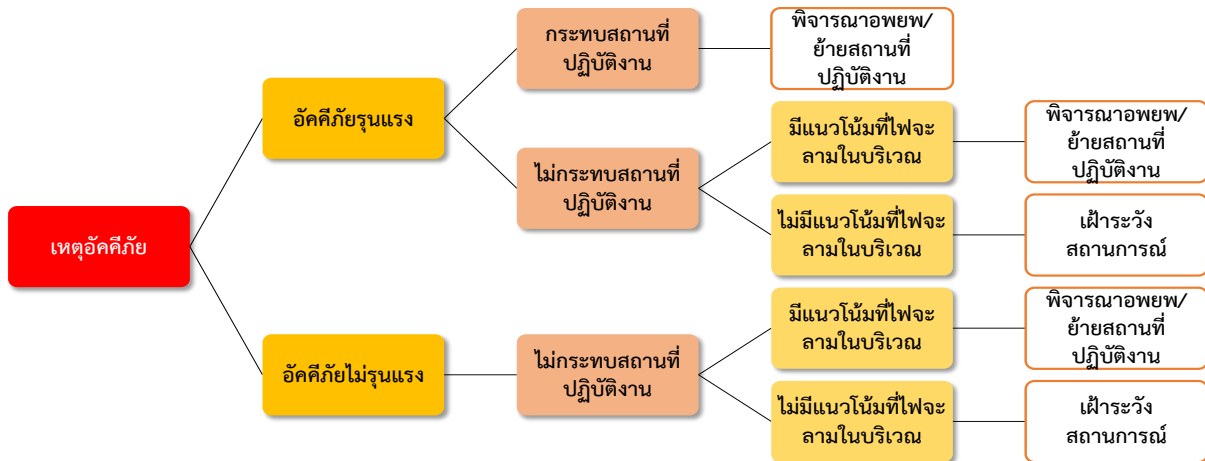 กระทบสถานที่
ปฏิบัติงาน
พิจารณาอพยพ/
ย้ายสถานที่
ปฏิบัติงาน
อัคคีภัยรุนแรง
มีแนวโน้มที่ไฟจะ
ลามในบริเวณ
พิจารณาอพยพ/
ย้ายสถานที่
ปฏิบัติงาน
ไม่กระทบสถานที่
ปฏิบัติงาน
ไม่มีแนวโน้มที่ไฟจะ
ลามในบริเวณ
เฝ้าระวัง
สถานการณ์
เหตุอัคคีภัย
มีแนวโน้มที่ไฟจะ
ลามในบริเวณ
พิจารณาอพยพ/
ย้ายสถานที่
ปฏิบัติงาน
อัคคีภัยไม่รุนแรง
ไม่กระทบสถานที่
ปฏิบัติงาน
ไม่มีแนวโน้มที่ไฟจะ
ลามในบริเวณ
เฝ้าระวัง
สถานการณ์